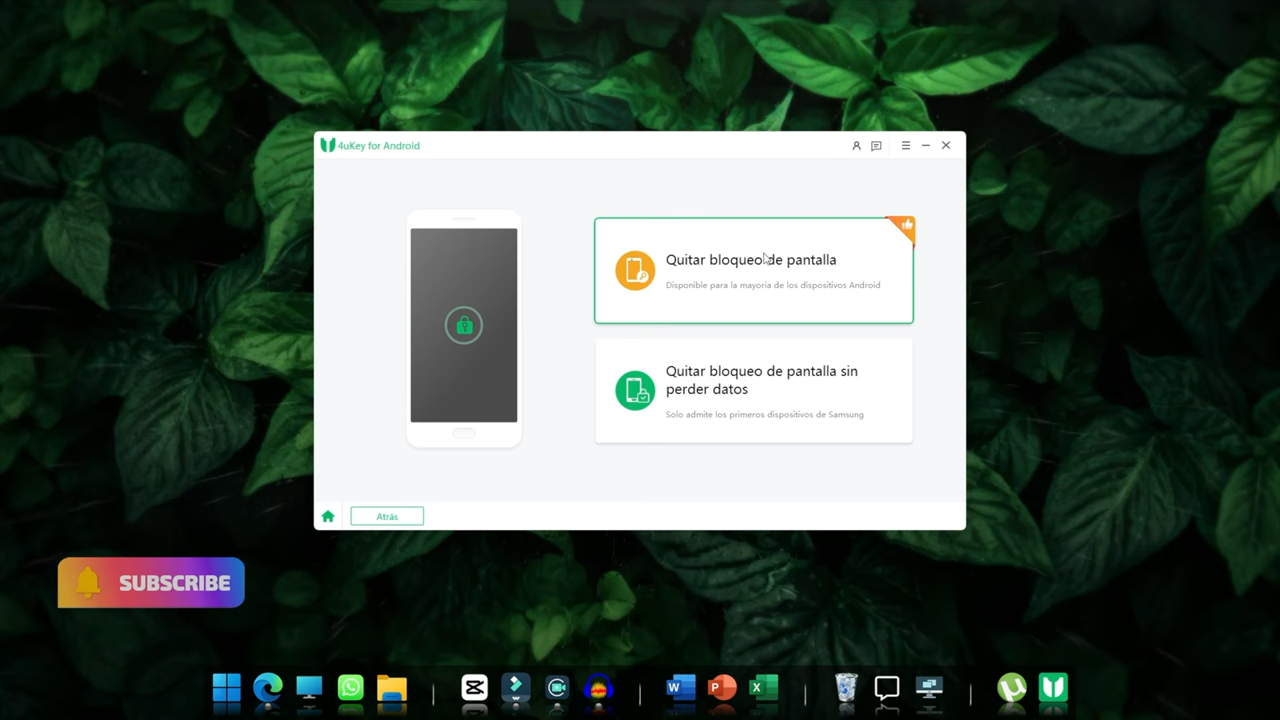 4uKey for Android
Quitar bloqueo de pantalla
Disponible para la mayoría de los dispositivos Android
Quitar bloqueo de pantalla sin
perder datos
Solo admite los primeros dispositivos de Samsung
Atrás
SUBSCRIBE
W
P
X